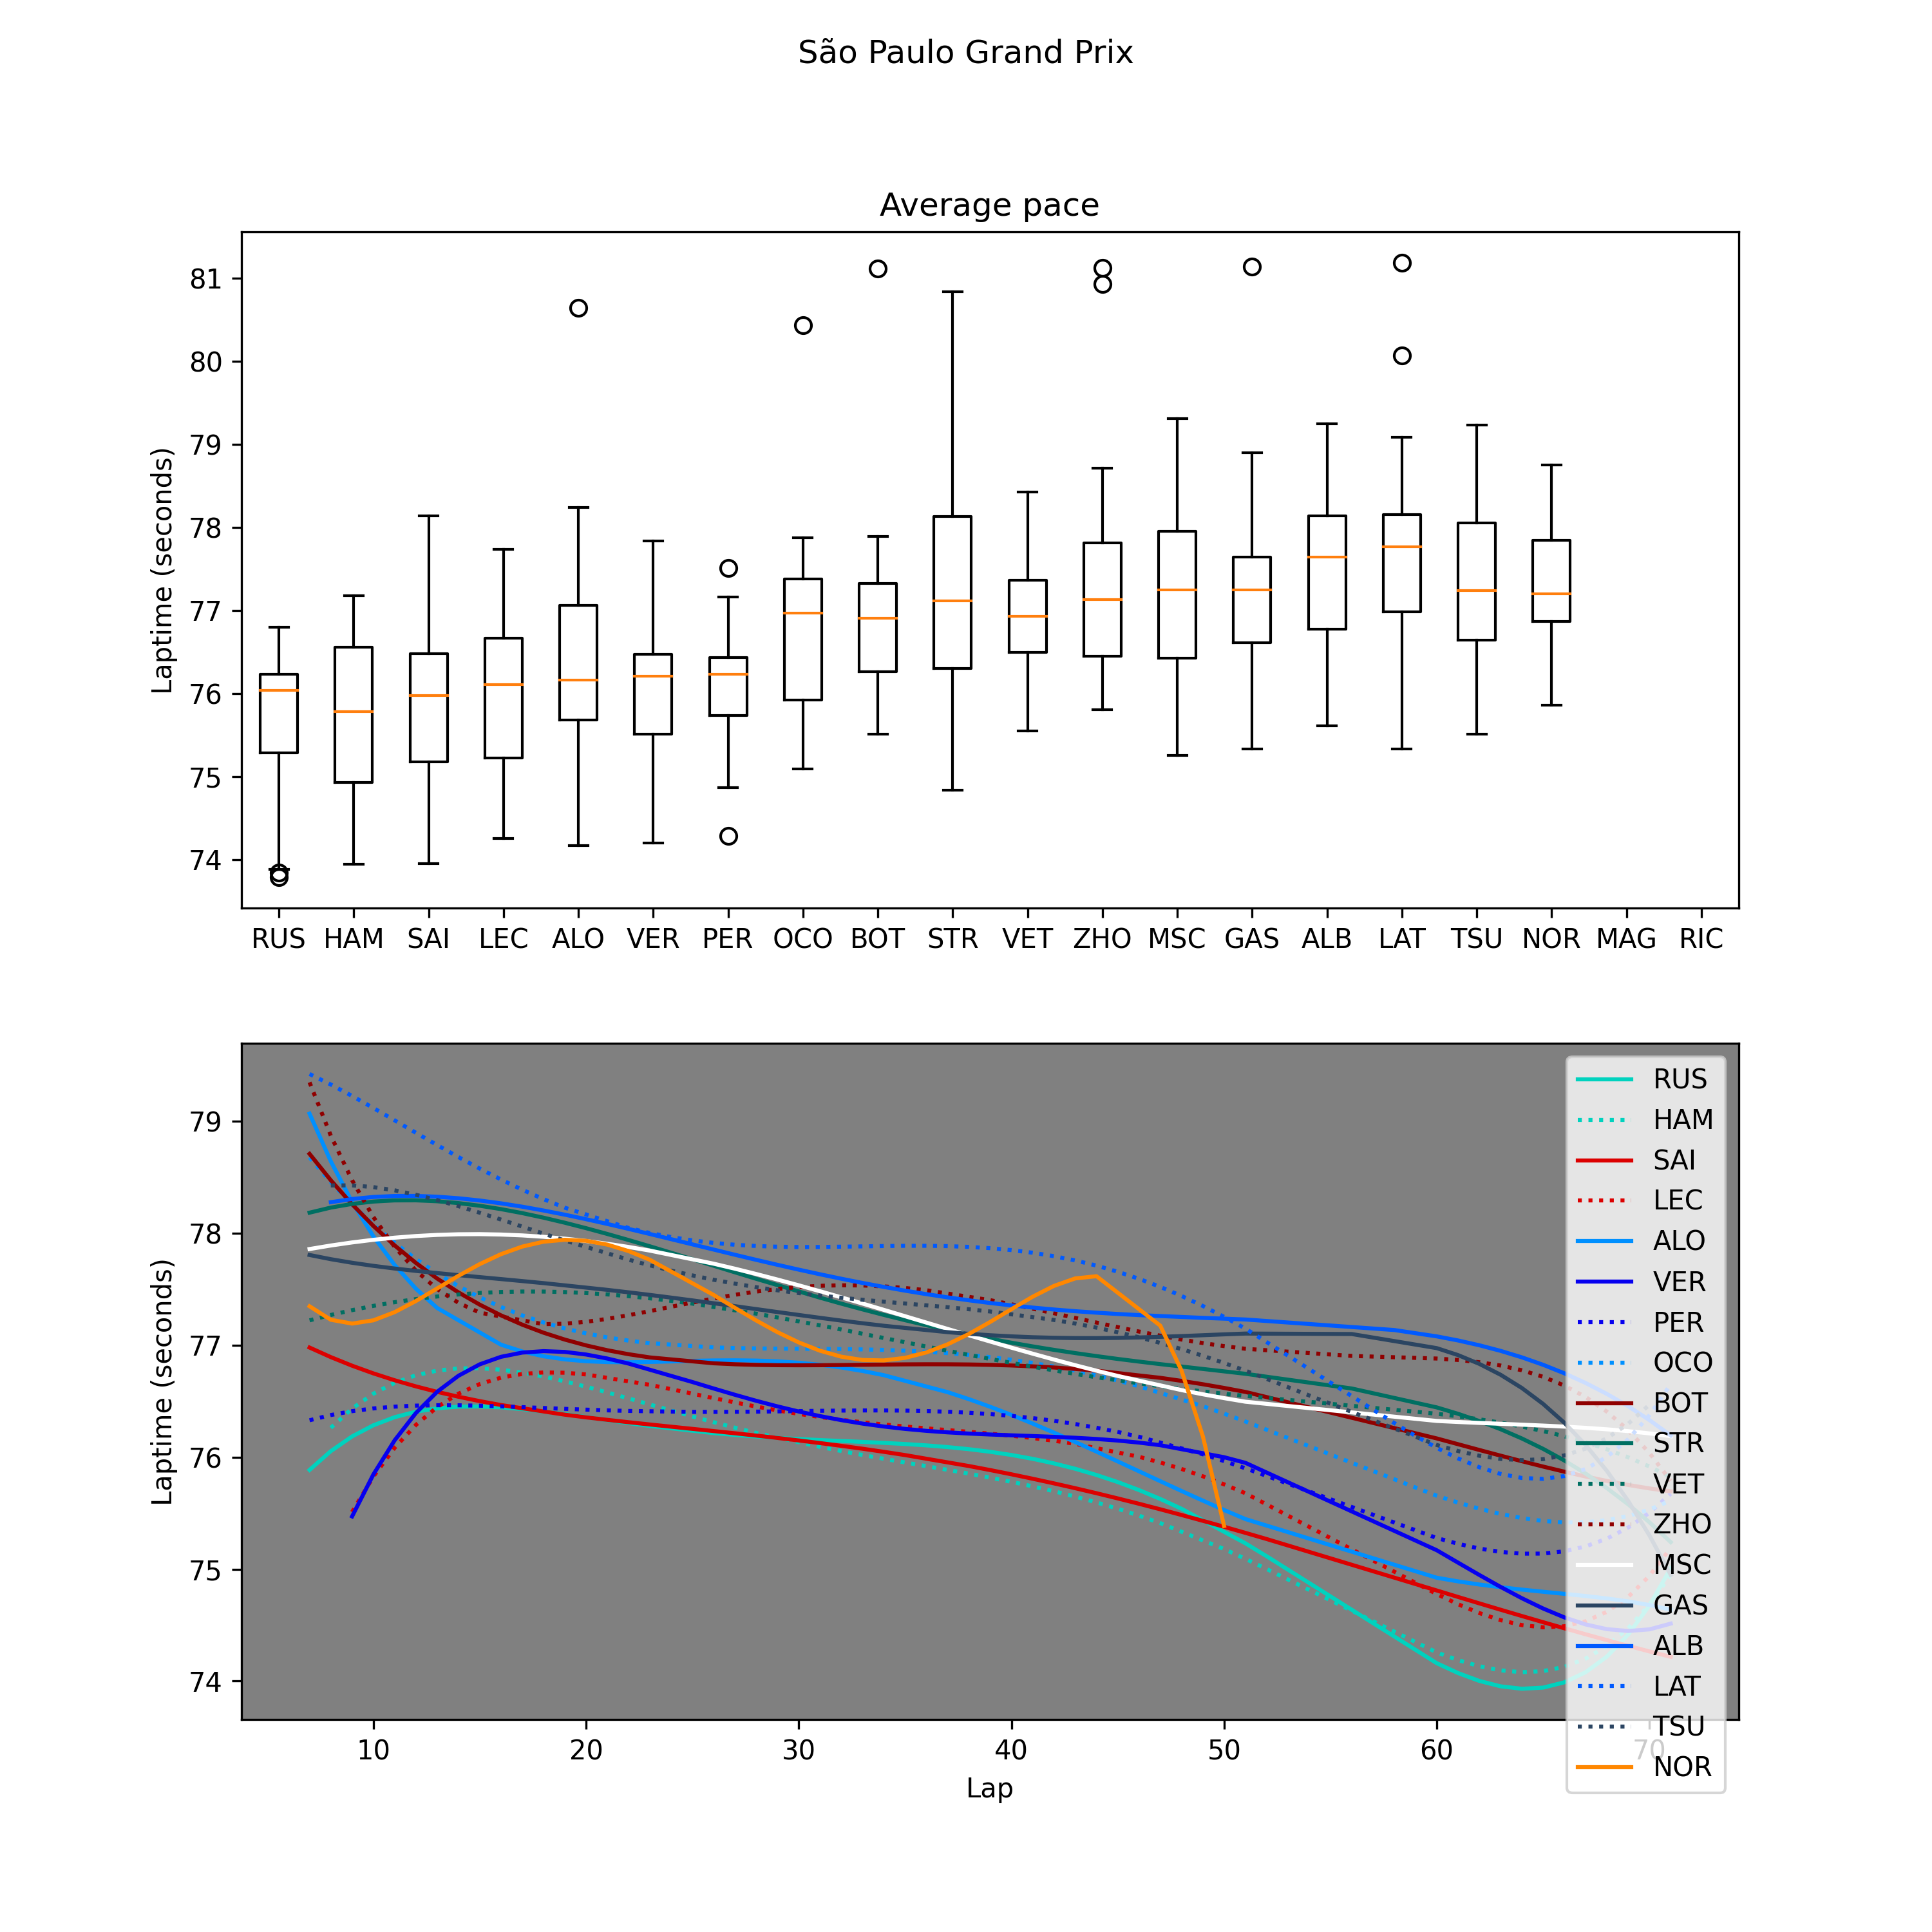 São Paulo Grand Prix
Average pace
Laptime (seconds)
81
80
79
78
77
76
75
74
RUS HAM SAI LEC ALO VER PER OCO BOT STR VET ZHO MSC GAS ALB LAT TSU NOR MAG RIC
Laptime (seconds)
79
78
77
76
75
74
10 20 30 40 50 60 70
Lap
RUS
HAM
SAI
LEC
ALO
VER
PER
OCO
BOT
STR
VET
ZHO
MSC
GAS
ALB
LAT
TSU
NOR